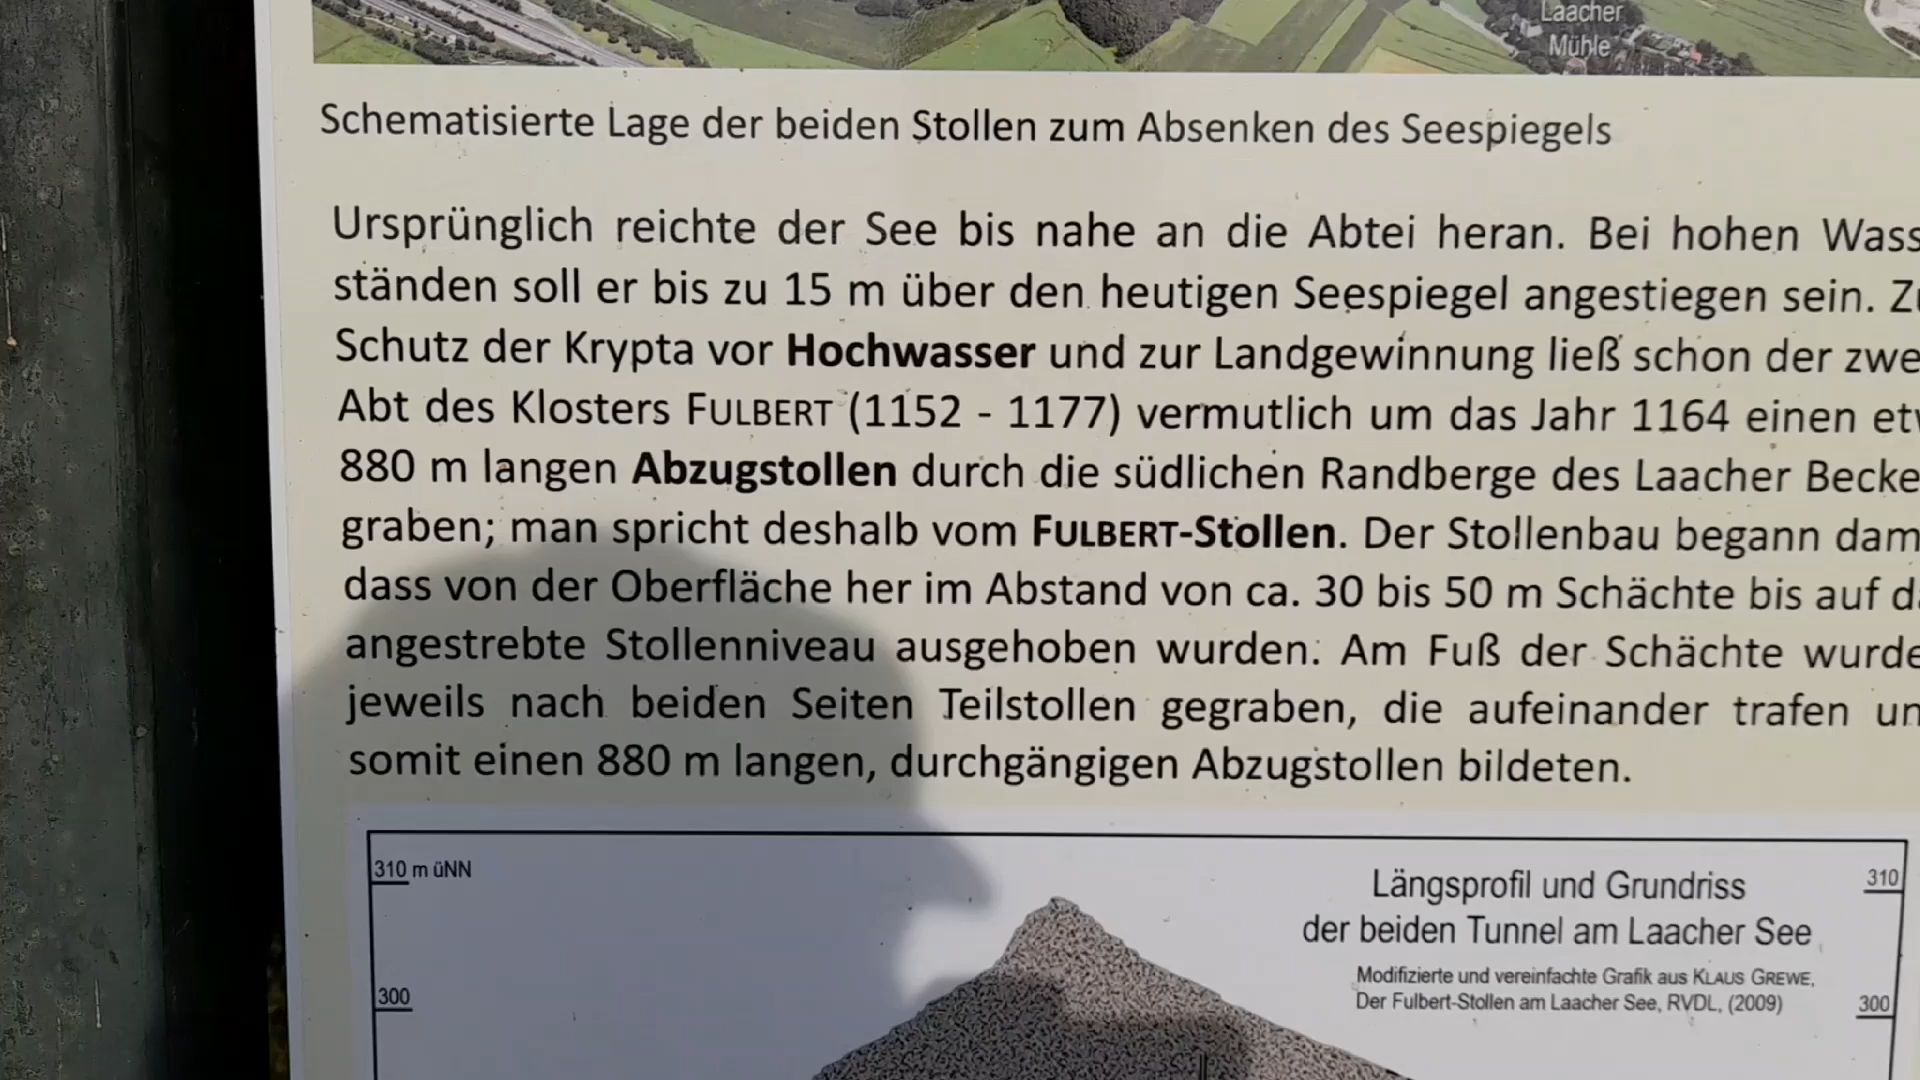 Laacher
Mühle
Schematisierte Lage der beiden Stollen zum Absenken des Seespiegels
Ursprünglich reichte der See bis nahe an die Abtei heran. Bei hohen Wass
ständen soll er bis zu 15 m über den heutigen Seespiegel angestiegen sein. Zu
Schutz der Krypta vor Hochwasser und zur Landgewinnung ließ schon der zwe
Abt des Klosters FULBERT (1152 - 1177) vermutlich um das Jahr 1164 einen etw
880 m langen Abzugstollen durch die südlichen Randberge des Laacher Becke
graben; man spricht deshalb vom FULBERT-Stollen. Der Stollenbau begann dam
dass von der Oberfläche her im Abstand von ca. 30 bis 50 m Schächte bis auf da
angestrebte Stollenniveau ausgehoben wurden. Am Fuß der Schächte wurde
jeweils nach beiden Seiten Teilstollen gegraben, die aufeinander trafen un
somit einen 880 m langen, durchgängigen Abzugstollen bildeten.
310 m üNN
310
Längsprofil und Grundriss
der beiden Tunnel am Laacher See
Modifizierte und vereinfachte Grafik aus KLAUS GREWE,
Der Fulbert-Stollen am Laacher See, RVDL, (2009)
300
300